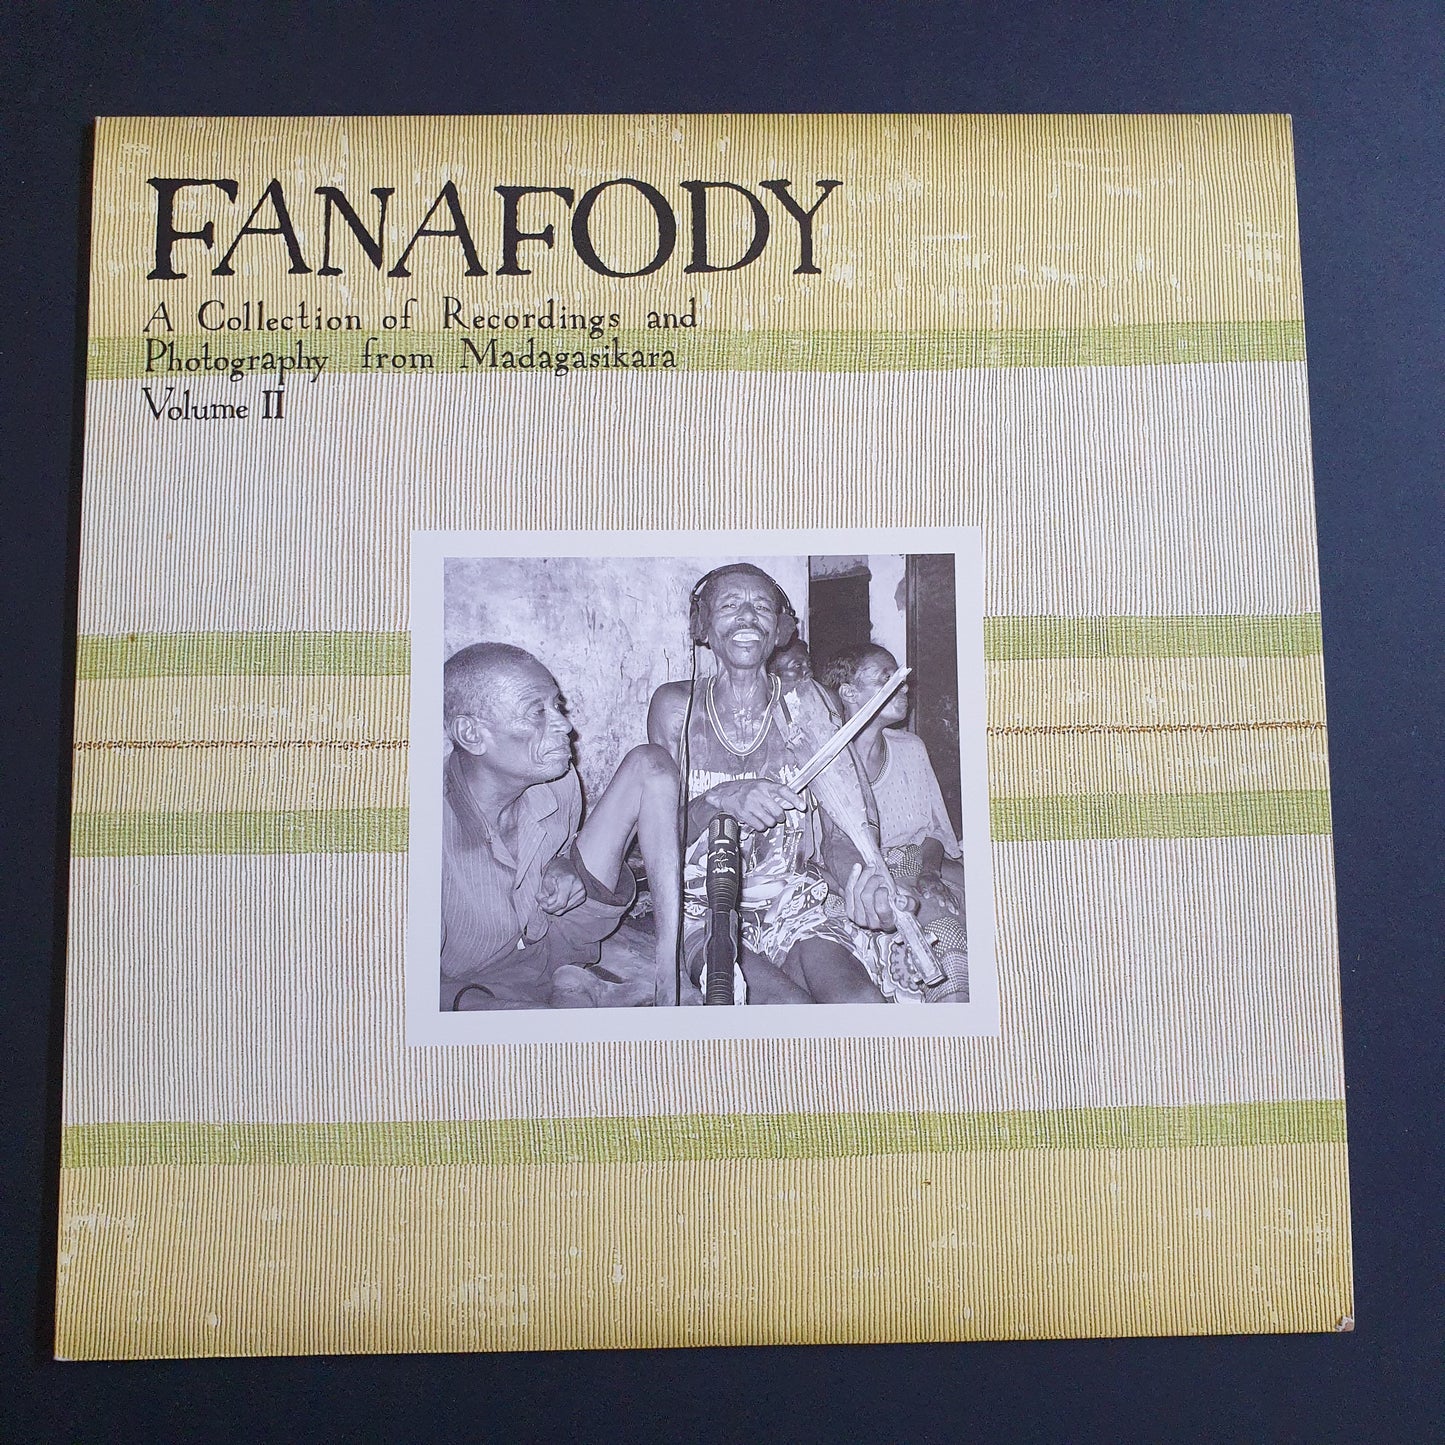 FANAFODY
A Collection of Recordings and
Photography from Madagasikara
Volume II